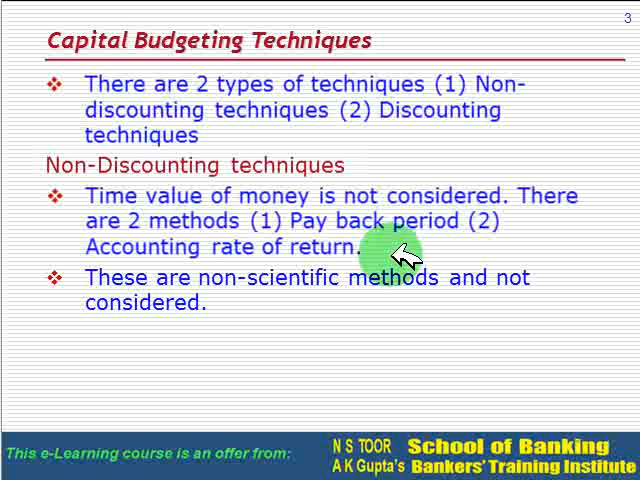 3
Capital Budgeting Techniques
There are 2 types of techniques (1) Non-
discounting techniques (2) Discounting
techniques
Non-Discounting techniques
Time value of money is not considered. There
are 2 methods (1) Pay back period (2)
Accounting rate of return.
These are non-scientific methods and not
considered.
This e-Learning course is an offer from:
N S TOOR School of Banking
A K Gupta's Bankers' Training Institute